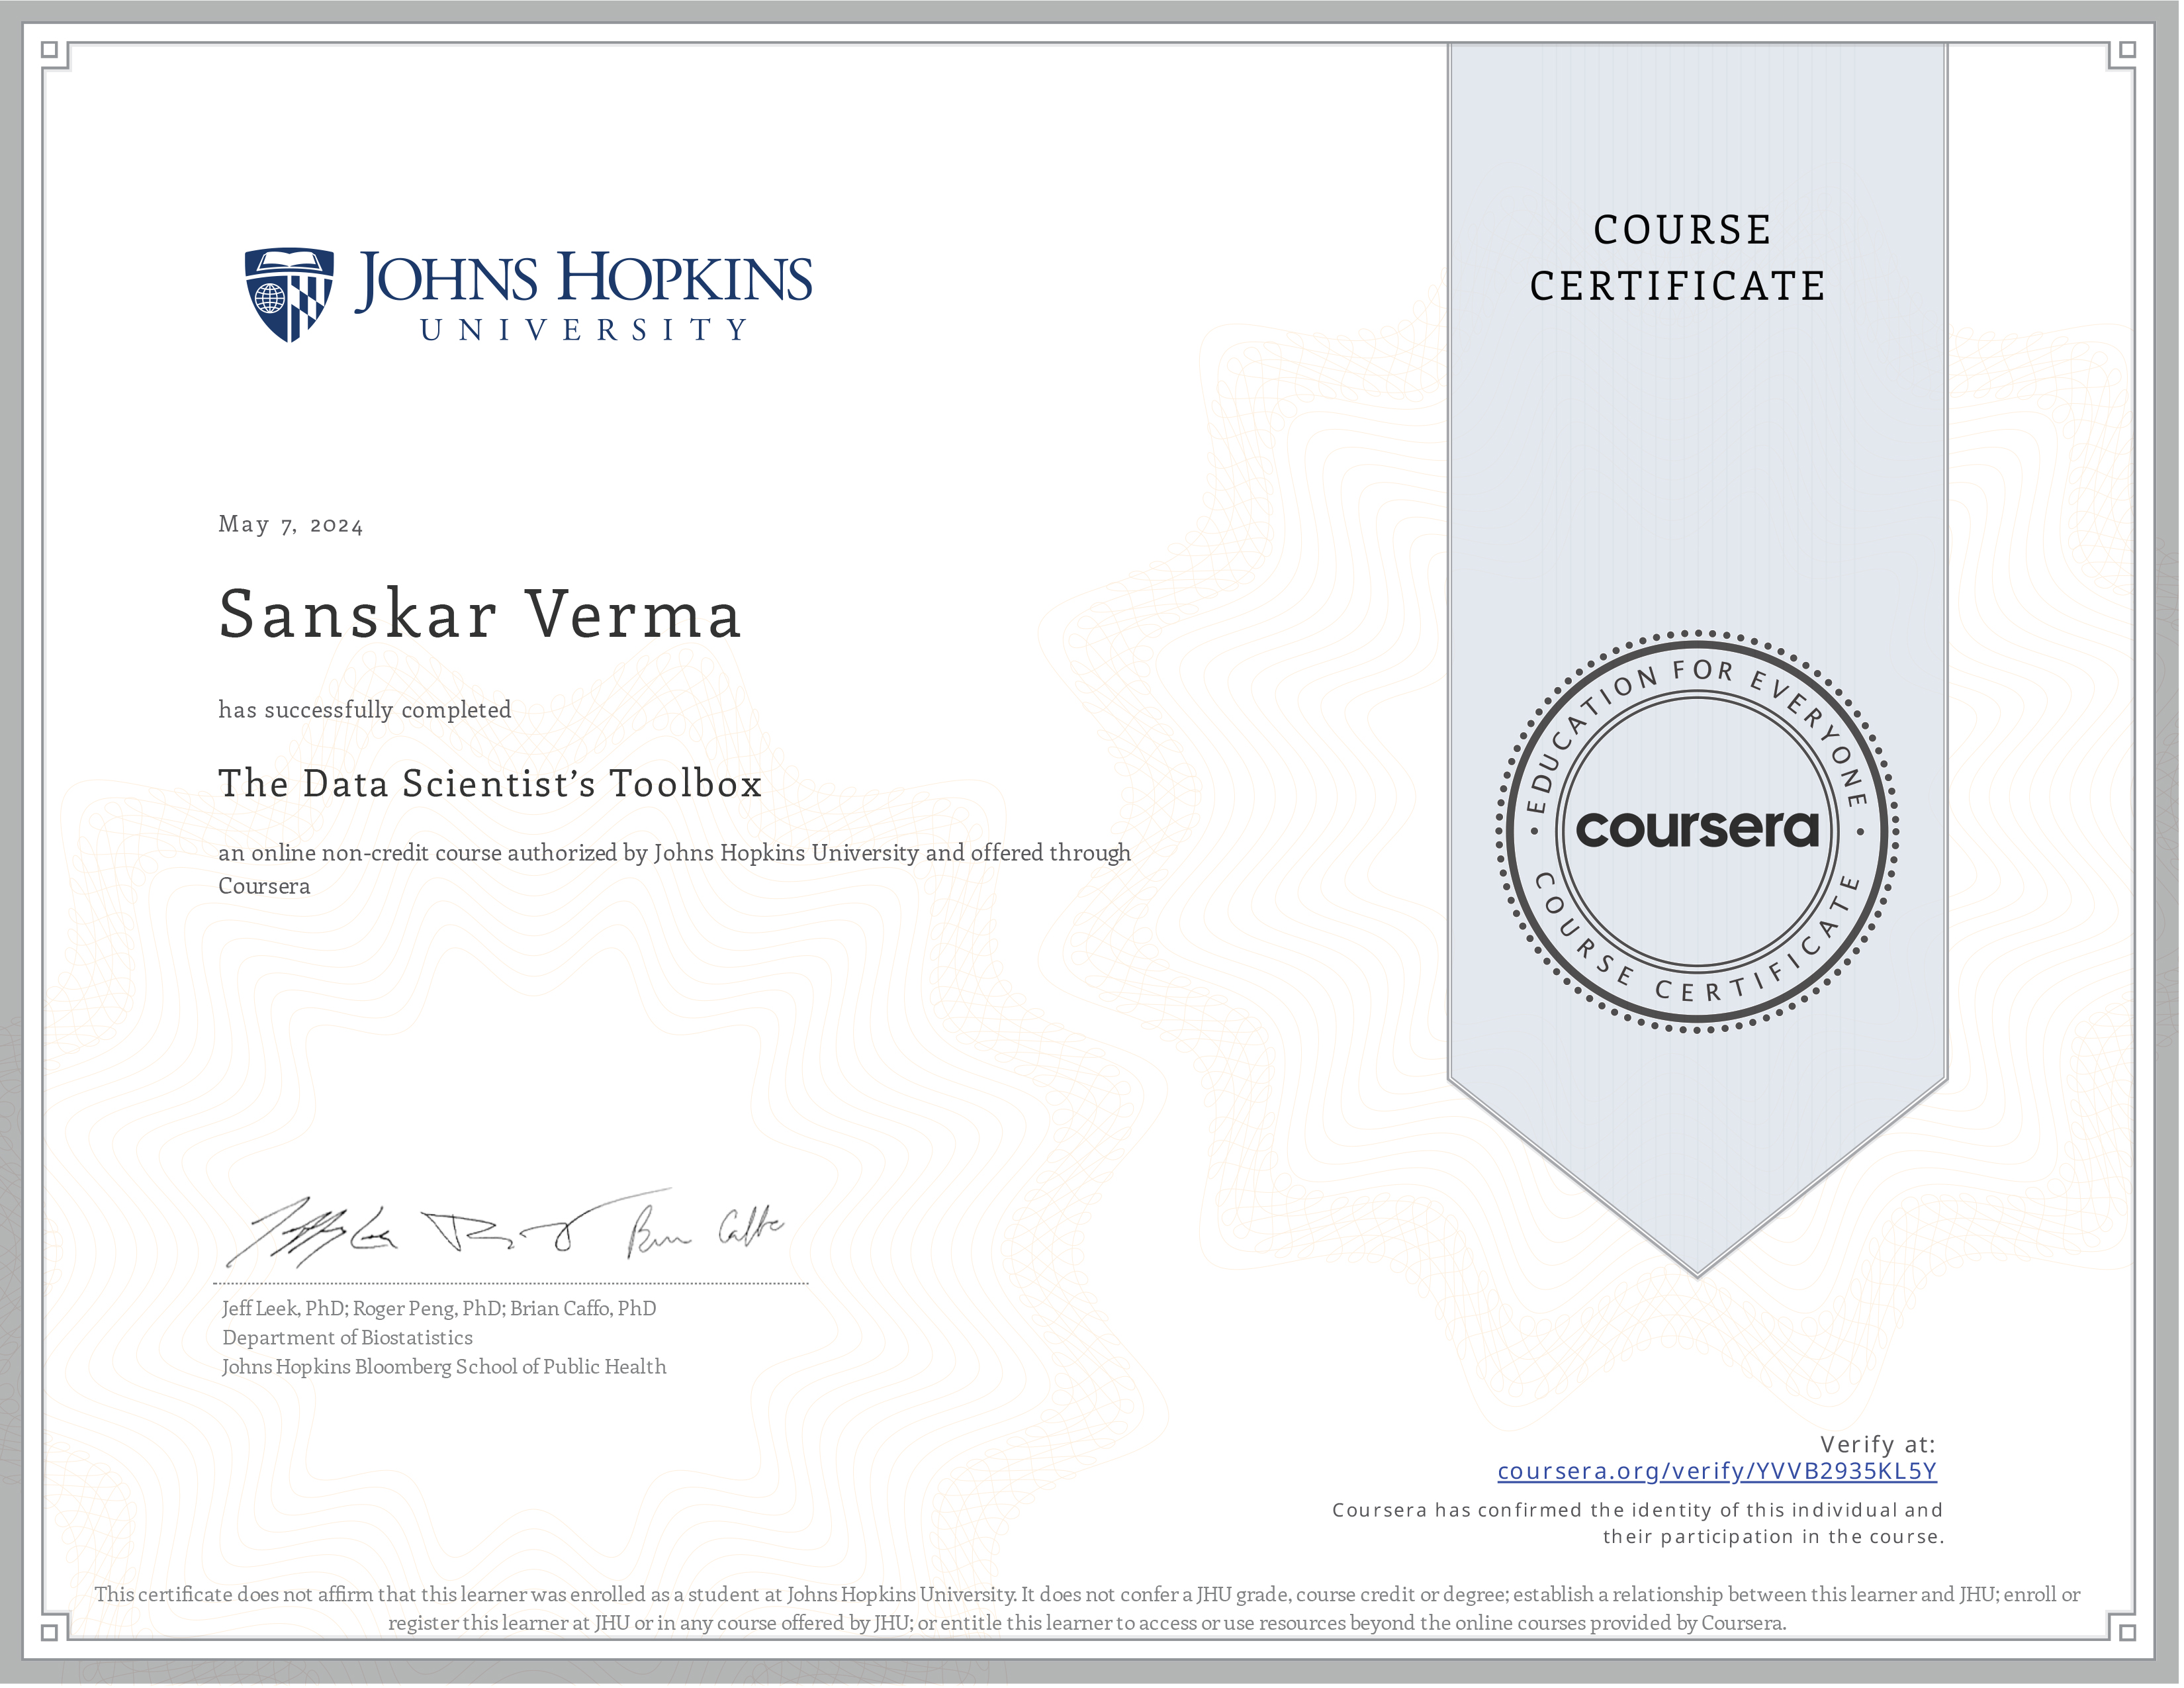 JOHNS HOPKINS
UNIVERSITY
COURSE
CERTIFICATE
May 7, 2024
Sanskar Verma
has successfully completed
The Data Scientist’s Toolbox
an online non-credit course authorized by Johns Hopkins University and offered through
Coursera
EDUCATION FOR EVERYONE
coursera
COURSE CERTIFICATE
Jeff Leek, PhD; Roger Peng, PhD; Brian Caffo, PhD
Department of Biostatistics
Johns Hopkins Bloomberg School of Public Health
Verify at:
coursera.org/verify/YVVB2935KL5Y
Coursera has confirmed the identity of this individual and
their participation in the course.
This certificate does not affirm that this learner was enrolled as a student at Johns Hopkins University. It does not confer a JHU grade, course credit or degree; establish a relationship between this learner and JHU; enroll or
register this learner at JHU or in any course offered by JHU; or entitle this learner to access or use resources beyond the online courses provided by Coursera.